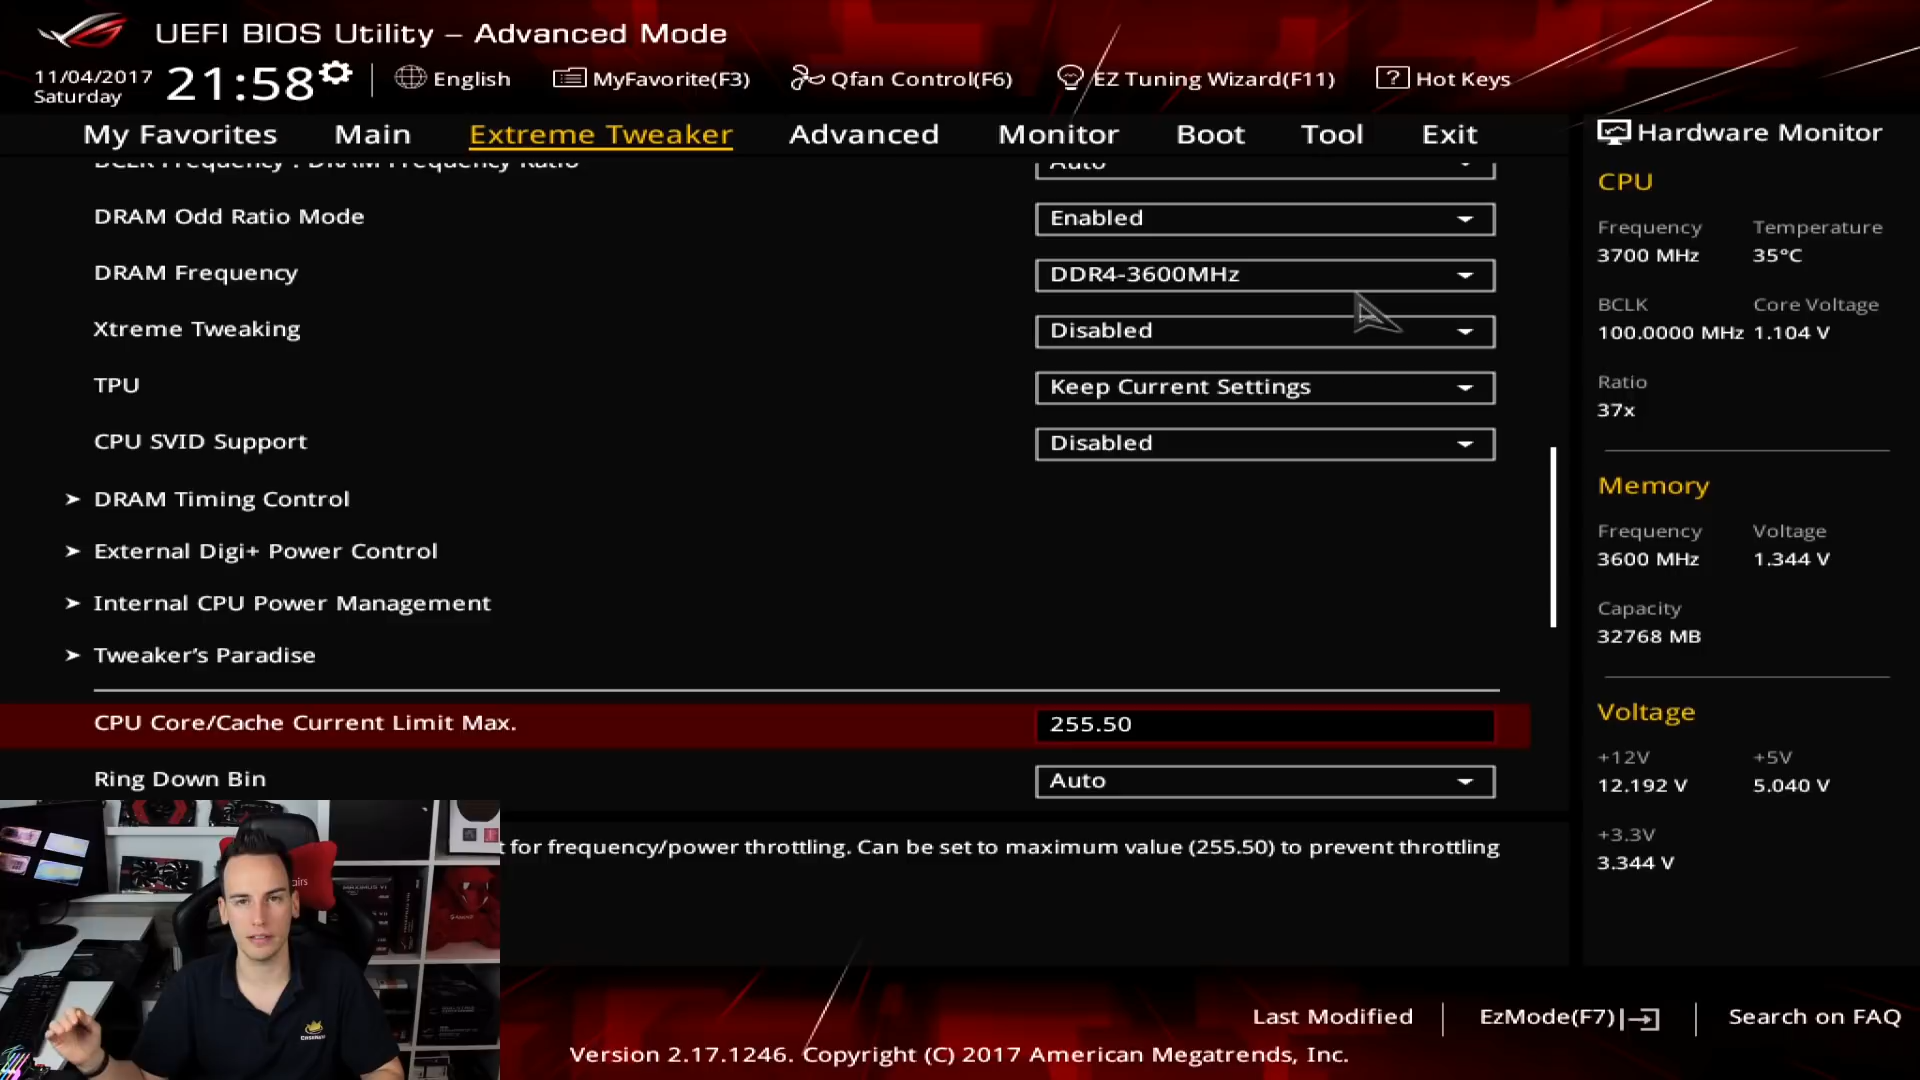 UEFI BIOS Utility – Advanced Mode
11/04/2017
Saturday
21:58
English
MyFavorite(F3)
Qfan Control(F6)
EZ Tuning Wizard(F11)
? Hot Keys
My Favorites
Main
Extreme Tweaker
Advanced
Monitor
Boot
Tool
Exit
BCLK Frequency : DRAM Frequency Ratio
Auto
DRAM Odd Ratio Mode
Enabled
DRAM Frequency
DDR4-3600MHz
Xtreme Tweaking
Disabled
TPU
Keep Current Settings
CPU SVID Support
Disabled
DRAM Timing Control
External Digi+ Power Control
Internal CPU Power Management
Tweaker's Paradise
CPU Core/Cache Current Limit Max.
255.50
Ring Down Bin
Auto
t for frequency/power throttling. Can be set to maximum value (255.50) to prevent throttling
Hardware Monitor
CPU
Frequency Temperature
3700 MHz 35°C
BCLK Core Voltage
100.0000 MHz 1.104 V
Ratio
37x
Memory
Frequency Voltage
3600 MHz 1.344 V
Capacity
32768 MB
Voltage
+12V +5V
12.192 V 5.040 V
+3.3V
3.344 V
Last Modified
EzMode(F7)
Search on FAQ
Version 2.17.1246. Copyright (C) 2017 American Megatrends, Inc.